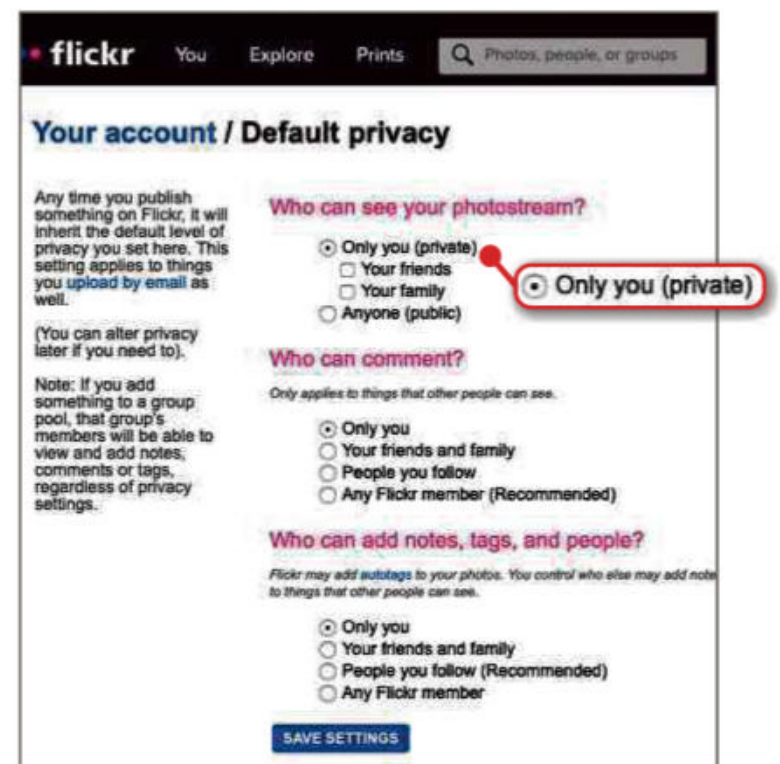 flickr You Explore Prints Photos, people, or groups
Your account / Default privacy
Any time you publish
something on Flickr, it will
inherit the default level of
privacy you set here. This
setting applies to things
you upload by email as
well.
(You can alter privacy
later if you need to).
Note: If you add
something to a group
pool, that group's
members will be able to
view and add notes,
comments or tags,
regardless of privacy
settings.
Who can see your photostream?
Only you (private)
Your friends
Your family
Anyone (public)
Only you (private)
Who can comment?
Only applies to things that other people can see.
Only you
Your friends and family
People you follow
Any Flickr member (Recommended)
Who can add notes, tags, and people?
Flickr may add autotags to your photos. You control who else may add note
to things that other people can see.
Only you
Your friends and family
People you follow (Recommended)
Any Flickr member
SAVE SETTINGS